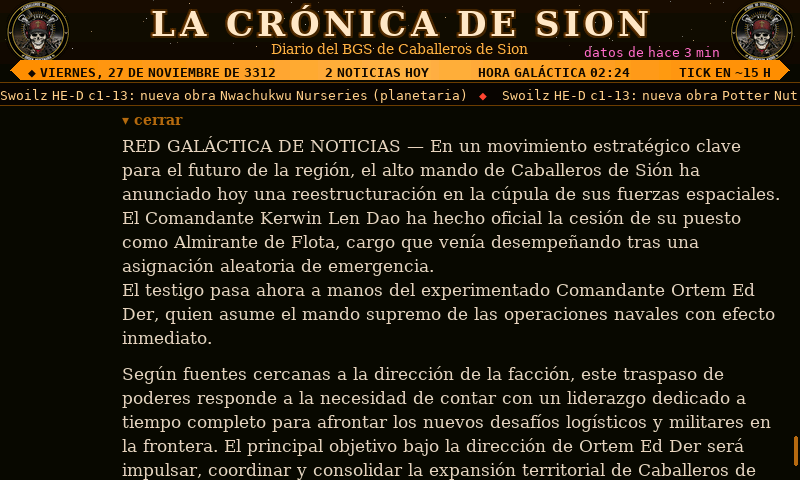 LA CRÓNICA DE SION
Diario del BGS de Caballeros de Sion
datos de hace 3 min
◆ VIERNES, 27 DE NOVIEMBRE DE 3312
2 NOTICIAS HOY
HORA GALÁCTICA 02:24
TICK EN ~15 H
Swoilz HE-D c1-13: nueva obra Nwachukwu Nurseries (planetaria) ◆ Swoilz HE-D c1-13: nueva obra Potter Nut
▾ cerrar
RED GALÁCTICA DE NOTICIAS — En un movimiento estratégico clave
para el futuro de la región, el alto mando de Caballeros de Sión ha
anunciado hoy una reestructuración en la cúpula de sus fuerzas espaciales.
El Comandante Kerwin Len Dao ha hecho oficial la cesión de su puesto
como Almirante de Flota, cargo que venía desempeñando tras una
asignación aleatoria de emergencia.
El testigo pasa ahora a manos del experimentado Comandante Ortem Ed
Der, quien asume el mando supremo de las operaciones navales con efecto
inmediato.
Según fuentes cercanas a la dirección de la facción, este traspaso de
poderes responde a la necesidad de contar con un liderazgo dedicado a
tiempo completo para afrontar los nuevos desafíos logísticos y militares en
la frontera. El principal objetivo bajo la dirección de Ortem Ed Der será
impulsar, coordinar y consolidar la expansión territorial de Caballeros de